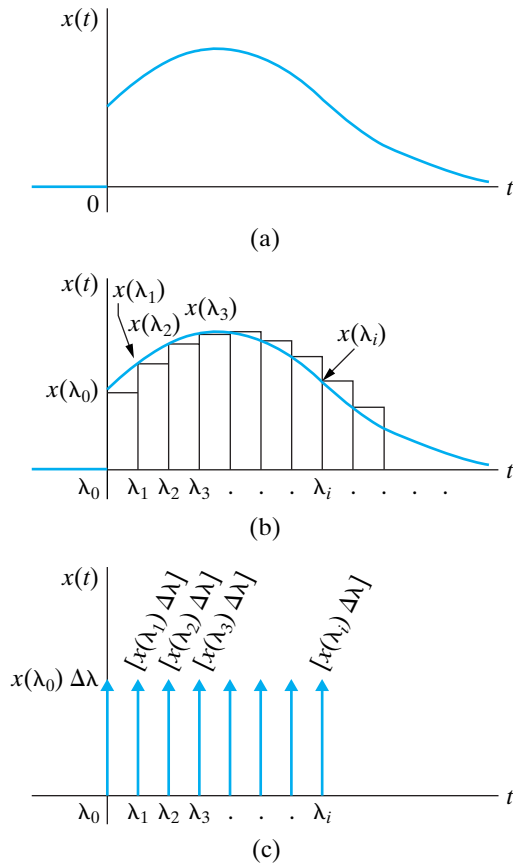 x(t)
0
t
(a)
x(t)
x(λ₁)
x(λ₂)
x(λ₃)
x(λᵢ)
x(λ₀)
λ₀ λ₁ λ₂ λ₃ . . . λᵢ . . . .
t
(b)
x(t)
[x(λ₁) Δλ]
[x(λ₂) Δλ]
[x(λ₃) Δλ]
[x(λᵢ) Δλ]
x(λ₀) Δλ
λ₀ λ₁ λ₂ λ₃ . . . λᵢ
t
(c)